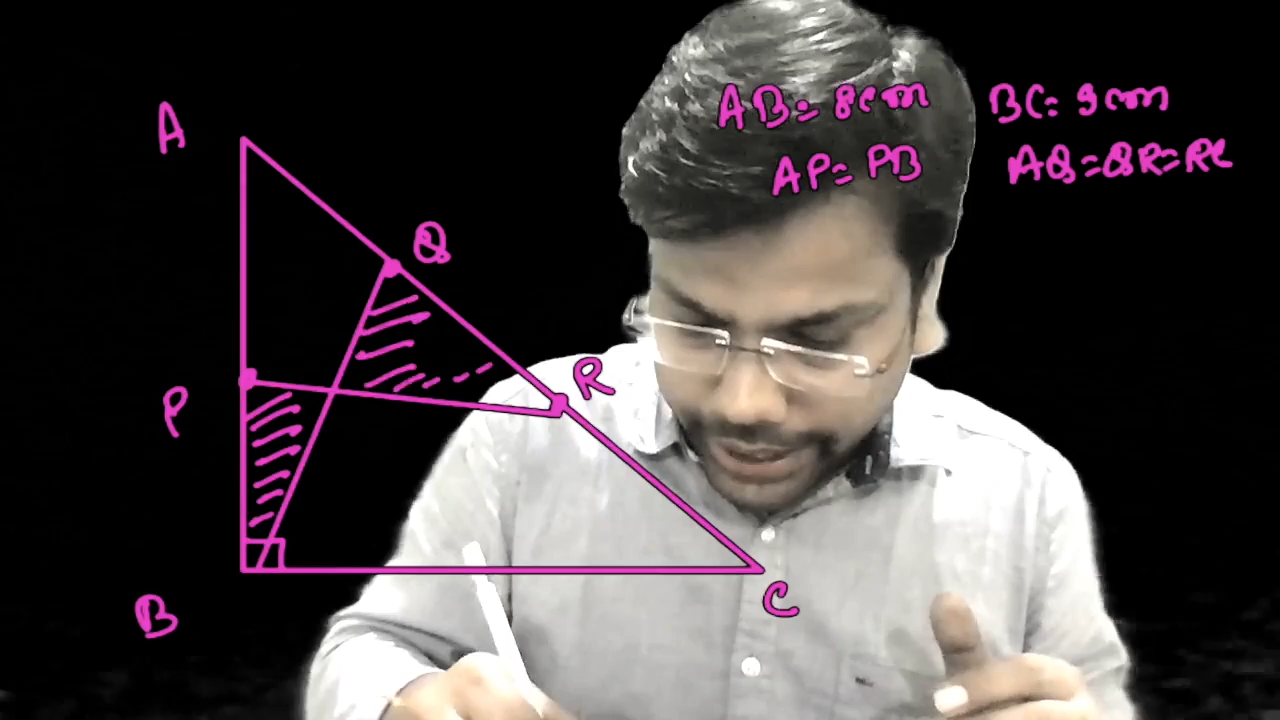 A
AB= 8cm BC= 9cm
AP= PB AQ=QR=RC
Q
R
P
B
C